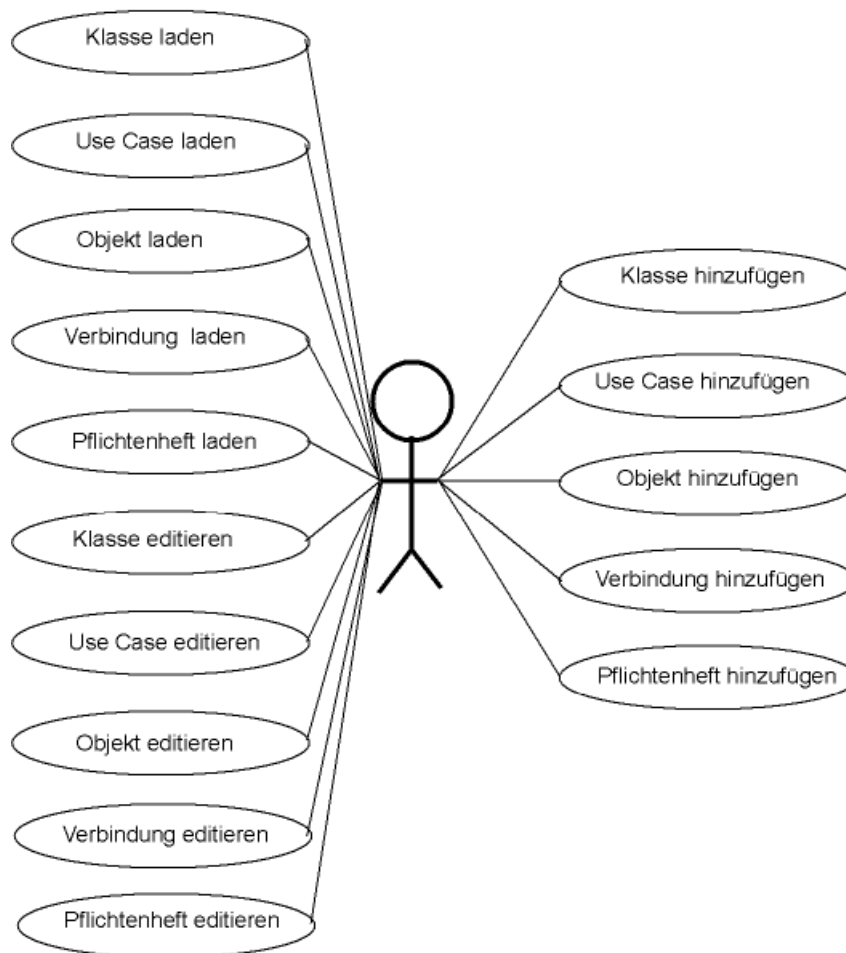 Klasse laden
Use Case laden
Objekt laden
Verbindung laden
Pflichtenheft laden
Klasse editieren
Use Case editieren
Objekt editieren
Verbindung editieren
Pflichtenheft editieren
Klasse hinzufügen
Use Case hinzufügen
Objekt hinzufügen
Verbindung hinzufügen
Pflichtenheft hinzufügen